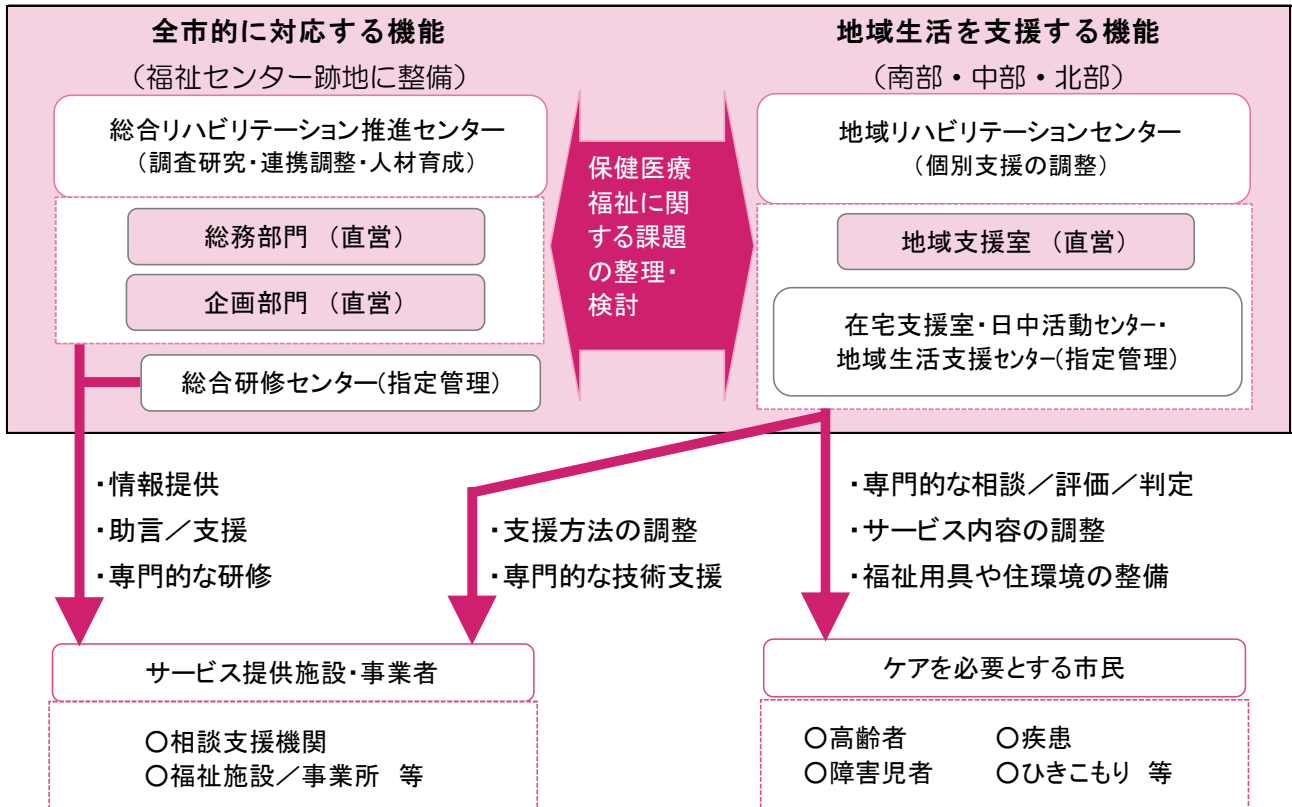 全市的に対応する機能
（福祉センター跡地に整備）
総合リハビリテーション推進センター
（調査研究・連携調整・人材育成）
総務部門 （直営）
企画部門 （直営）
総合研修センター(指定管理)
保健医療
福祉に関
する課題
の整理・
検討
地域生活を支援する機能
（南部・中部・北部）
地域リハビリテーションセンター
（個別支援の調整）
地域支援室 （直営）
在宅支援室・日中活動ｾﾝﾀｰ・
地域生活支援ｾﾝﾀｰ(指定管理)
・情報提供
・助言／支援
・専門的な研修
・支援方法の調整
・専門的な技術支援
・専門的な相談／評価／判定
・サービス内容の調整
・福祉用具や住環境の整備
サービス提供施設・事業者
〇相談支援機関
〇福祉施設／事業所 等
ケアを必要とする市民
〇高齢者 〇疾患
〇障害児者 〇ひきこもり 等